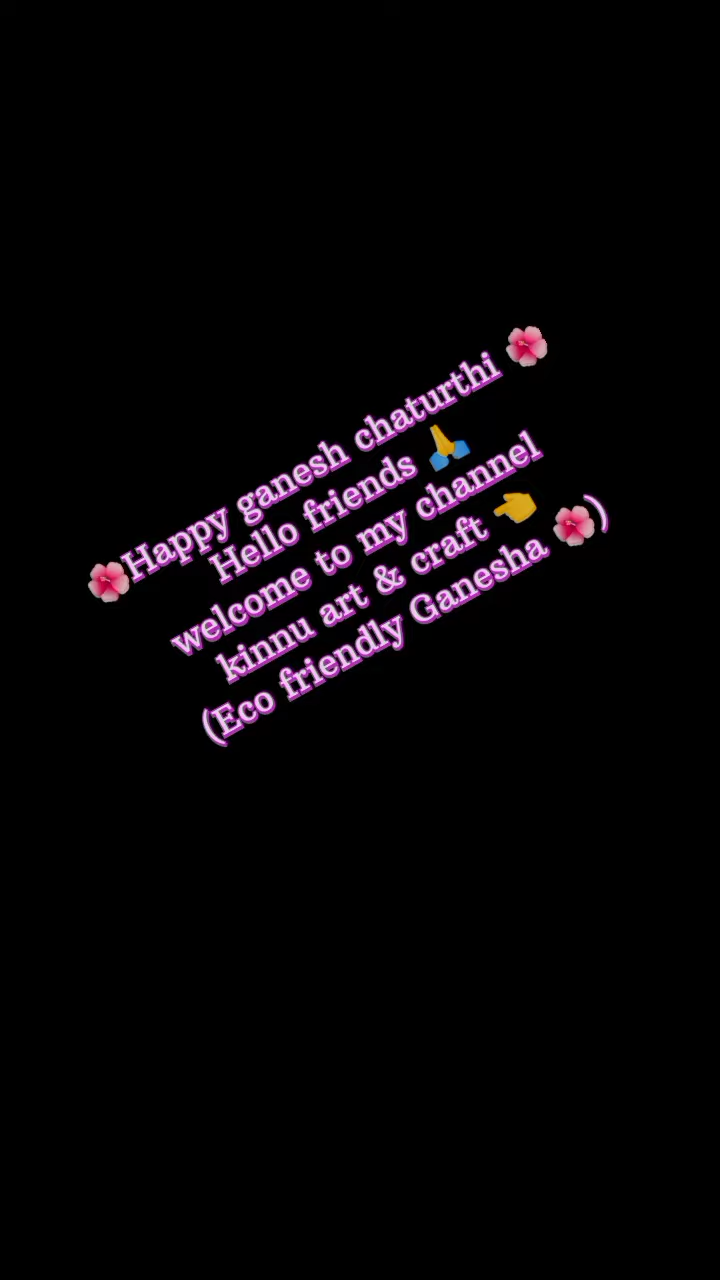 🌺Happy ganesh chaturthi 🌺
Hello friends 🙏
welcome to my channel
kinnu art & craft 👈
(Eco friendly Ganesha 🌺)